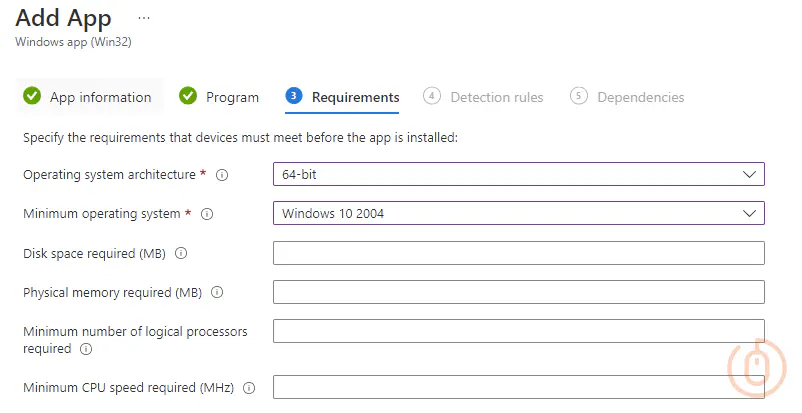 Add App ...
Windows app (Win32)
App information Program 3 Requirements 4 Detection rules 5 Dependencies
Specify the requirements that devices must meet before the app is installed:
Operating system architecture * 64-bit
Minimum operating system * Windows 10 2004
Disk space required (MB)
Physical memory required (MB)
Minimum number of logical processors
required
Minimum CPU speed required (MHz)